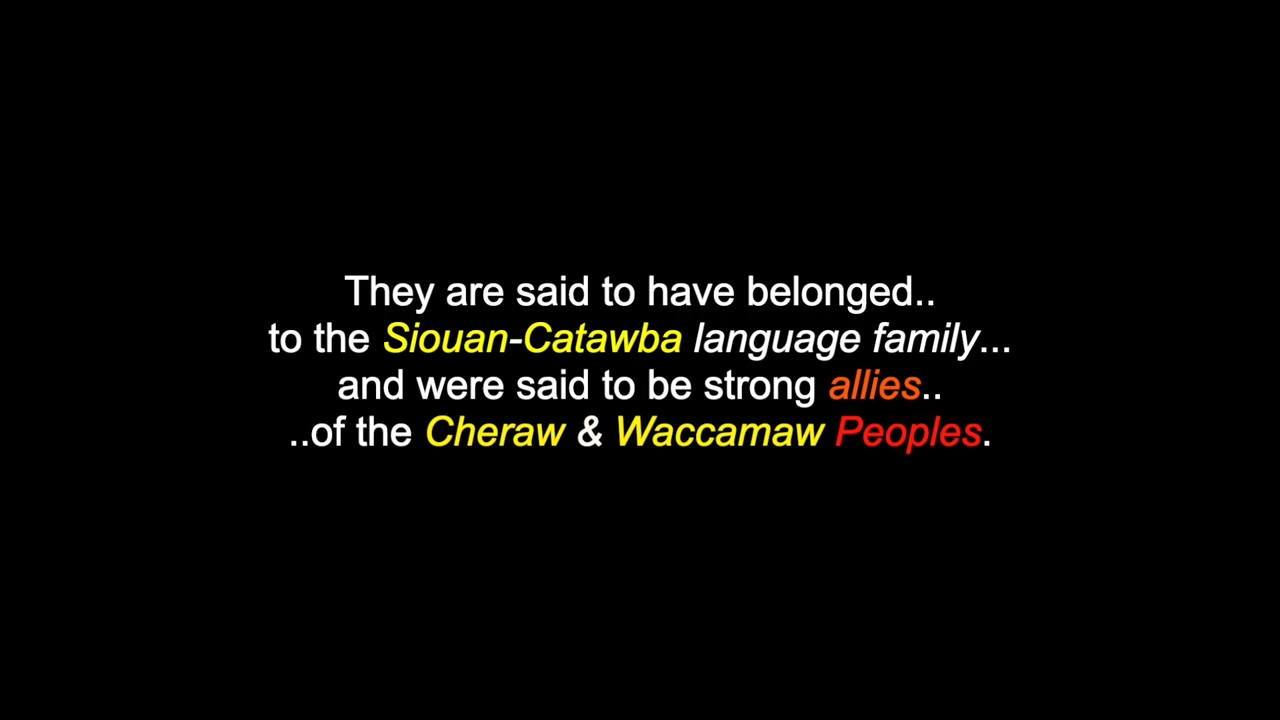 They are said to have belonged..
to the Siouan-Catawba language family...
and were said to be strong allies..
..of the Cheraw & Waccamaw Peoples.